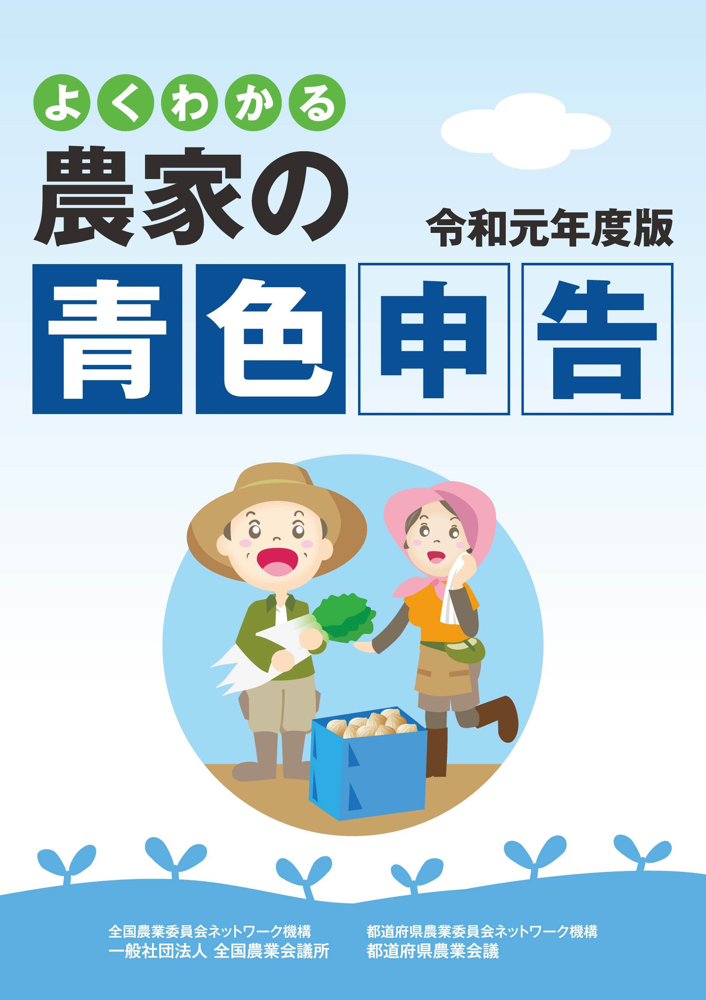 よくわかる
農家の
令和元年度版
青色申告
全国農業委員会ネットワーク機構
一般社団法人 全国農業会議所
都道府県農業委員会ネットワーク機構
都道府県農業会議